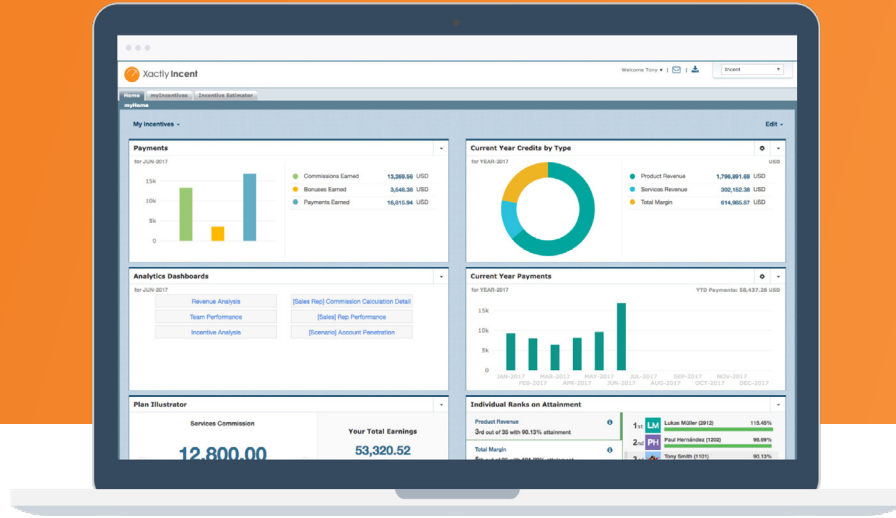 Xactly Incent
Welcome Tony
Incent
Home
myIncentives
Incentive Estimator
myHome
My Incentives
Edit
Payments
for JUN-2017
15k
10k
5k
0
Commissions Earned 13,269.56 USD
Bonuses Earned 3,546.38 USD
Payments Earned 16,815.94 USD
Current Year Credits by Type
for YEAR-2017
USD
Product Revenue 1,798,891.68 USD
Services Revenue 392,152.38 USD
Total Margin 614,985.07 USD
Analytics Dashboards
for JUN-2017
Revenue Analysis
[Sales Rep] Commission Calculation Detail
Team Performance
[Sales] Rep Performance
Incentive Analysis
[Scenario] Account Penetration
Current Year Payments
for YEAR-2017
YTD Payments: 58,437.28 USD
15k
10k
5k
0
JAN-2017 MAR-2017 MAY-2017 JUL-2017 SEP-2017 NOV-2017
FEB-2017 APR-2017 JUN-2017 AUG-2017 OCT-2017 DEC-2017
Plan Illustrator
Services Commission
12,800.00
Your Total Earnings
53,320.52
Individual Ranks on Attainment
Product Revenue
3rd out of 35 with 90.13% attainment
Total Margin
1st LM Lukas Müller (2912) 115.45%
2nd PH Paul Hernández (1202) 98.69%
Tony Smith (1101) 90.13%